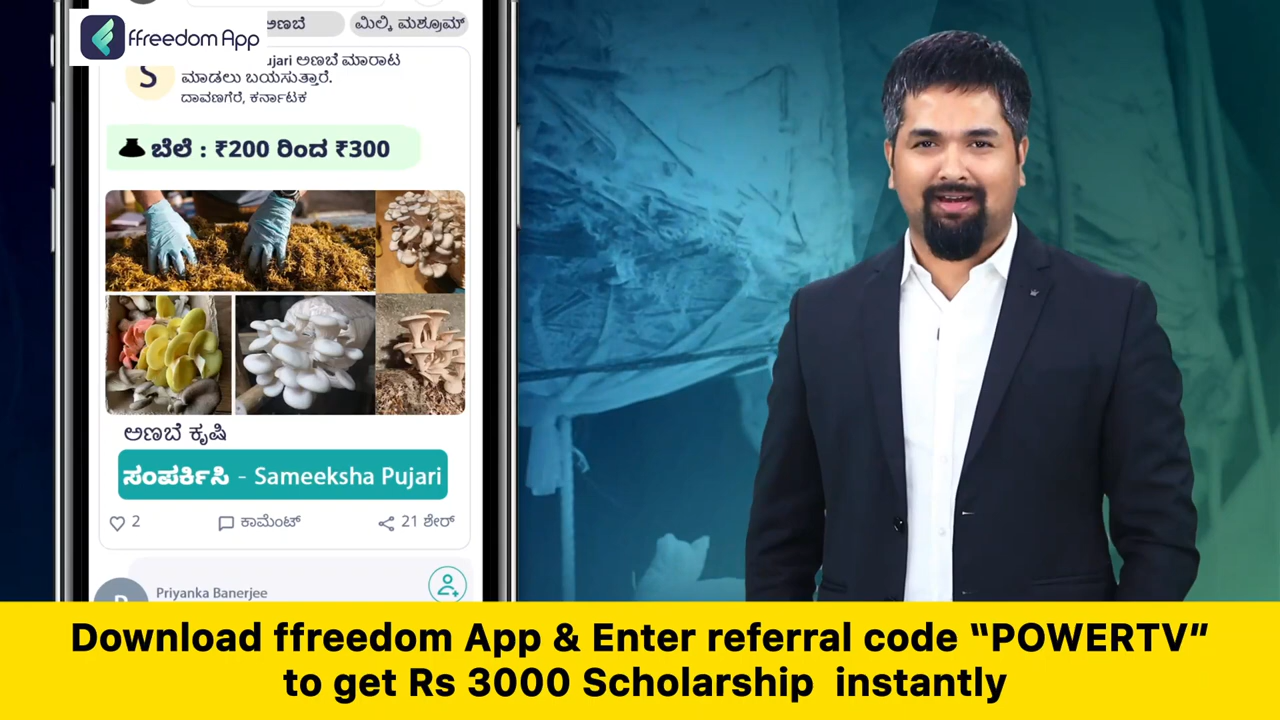 ಅಣಬೆ
ಮಿಲ್ಕಿ ಮಶ್ರೂಮ್
ffreedom App
S
ujari ಅಣಬೆ ಮಾರಾಟ
ಮಾಡಲು ಬಯಸುತ್ತಾರೆ.
ದಾವಣಗೆರೆ, ಕರ್ನಾಟಕ
ಬೆಲೆ : ₹200 ರಿಂದ ₹300
ಅಣಬೆ ಕೃಷಿ
ಸಂಪರ್ಕಿಸಿ - Sameeksha Pujari
2
ಕಾಮೆಂಟ್
21 ಶೇರ್
Priyanka Banerjee
Download ffreedom App & Enter referral code “POWERTV”
to get Rs 3000 Scholarship instantly